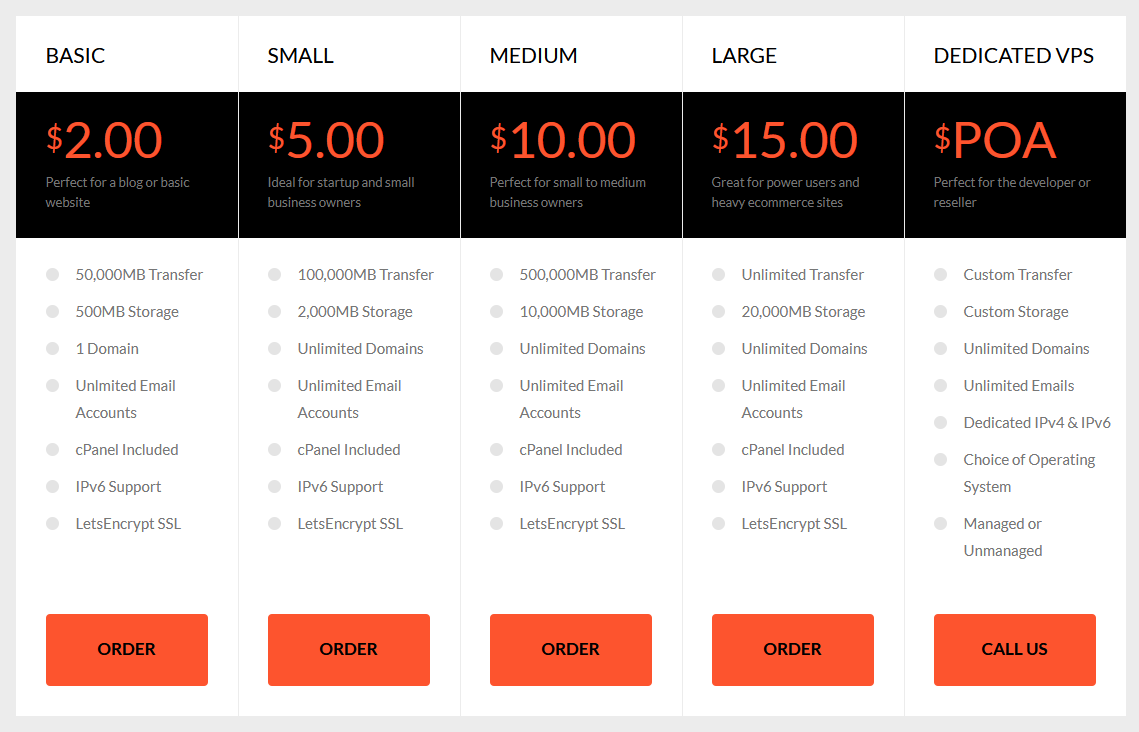 BASIC
$2.00
Perfect for a blog or basic
website
50,000MB Transfer
500MB Storage
1 Domain
Unlmited Email
Accounts
cPanel Included
IPv6 Support
LetsEncrypt SSL
ORDER
SMALL
$5.00
Ideal for startup and small
business owners
100,000MB Transfer
2,000MB Storage
Unlimited Domains
Unlimited Email
Accounts
cPanel Included
IPv6 Support
LetsEncrypt SSL
ORDER
MEDIUM
$10.00
Perfect for small to medium
business owners
500,000MB Transfer
10,000MB Storage
Unlimited Domains
Unlimited Email
Accounts
cPanel Included
IPv6 Support
LetsEncrypt SSL
ORDER
LARGE
$15.00
Great for power users and
heavy ecommerce sites
Unlimited Transfer
20,000MB Storage
Unlimited Domains
Unlimited Email
Accounts
cPanel Included
IPv6 Support
LetsEncrypt SSL
ORDER
DEDICATED VPS
$POA
Perfect for the developer or
reseller
Custom Transfer
Custom Storage
Unlimited Domains
Unlimited Emails
Dedicated IPv4 & IPv6
Choice of Operating
System
Managed or
Unmanaged
CALL US